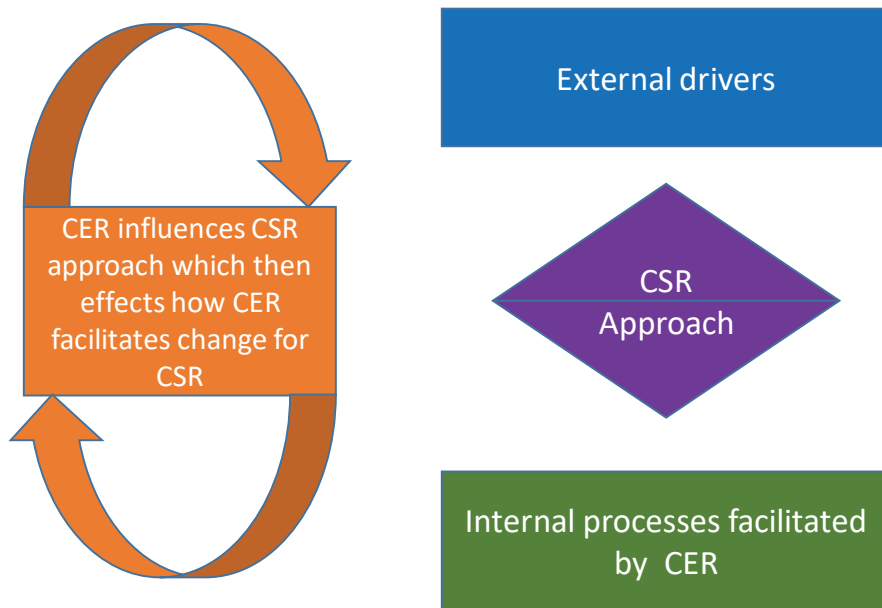 CER influences CSR
approach which then
effects how CER
facilitates change for
CSR
External drivers
CSR
Approach
Internal processes facilitated
by CER